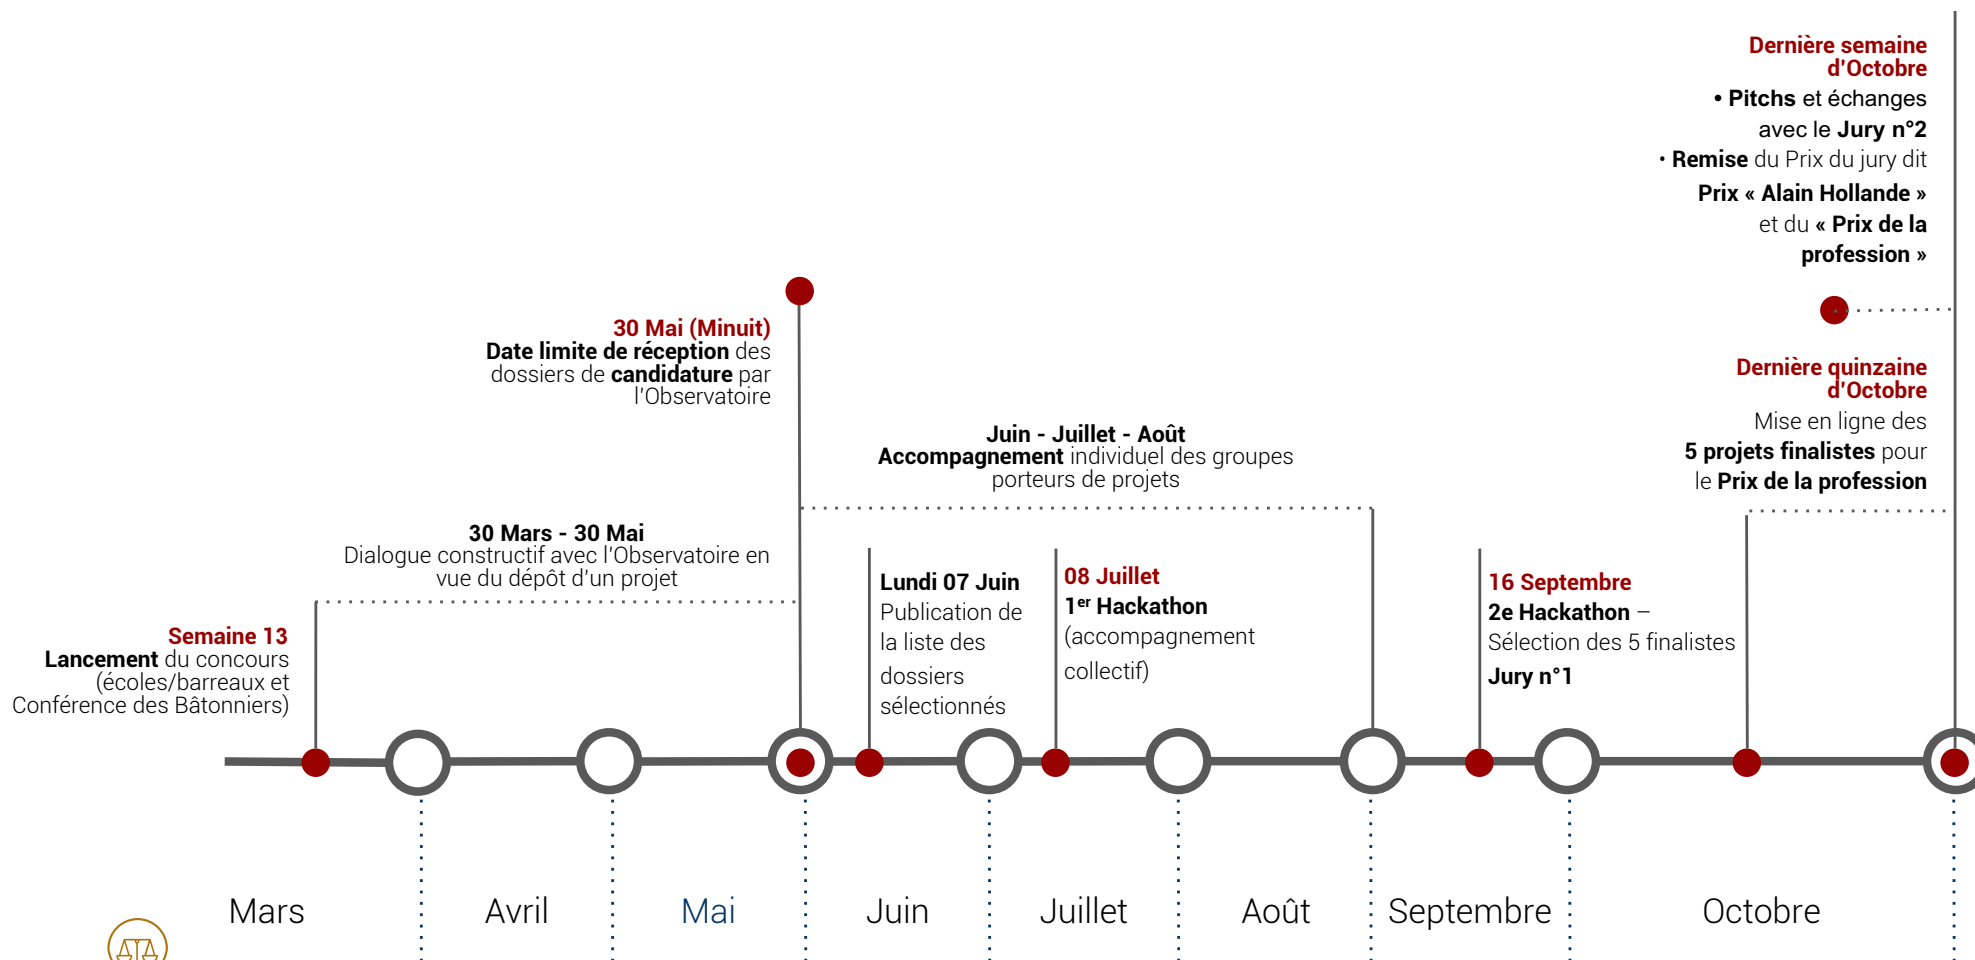 Dernière semaine
d'Octobre
• Pitchs et échanges
avec le Jury n°2
• Remise du Prix du jury dit
Prix « Alain Hollande »
et du « Prix de la
profession »
30 Mai (Minuit)
Date limite de réception des
dossiers de candidature par
l'Observatoire
Dernière quinzaine
d'Octobre
Mise en ligne des
5 projets finalistes pour
le Prix de la profession
Juin - Juillet - Août
Accompagnement individuel des groupes
porteurs de projets
30 Mars - 30 Mai
Dialogue constructif avec l'Observatoire en
vue du dépôt d'un projet
Semaine 13
Lancement du concours
(écoles/barreaux et
Conférence des Bâtonniers)
Lundi 07 Juin
Publication de
la liste des
dossiers
sélectionnés
08 Juillet
1er Hackathon
(accompagnement
collectif)
16 Septembre
2e Hackathon –
Sélection des 5 finalistes
Jury n°1
Mars
Avril
Mai
Juin
Juillet
Août
Septembre
Octobre